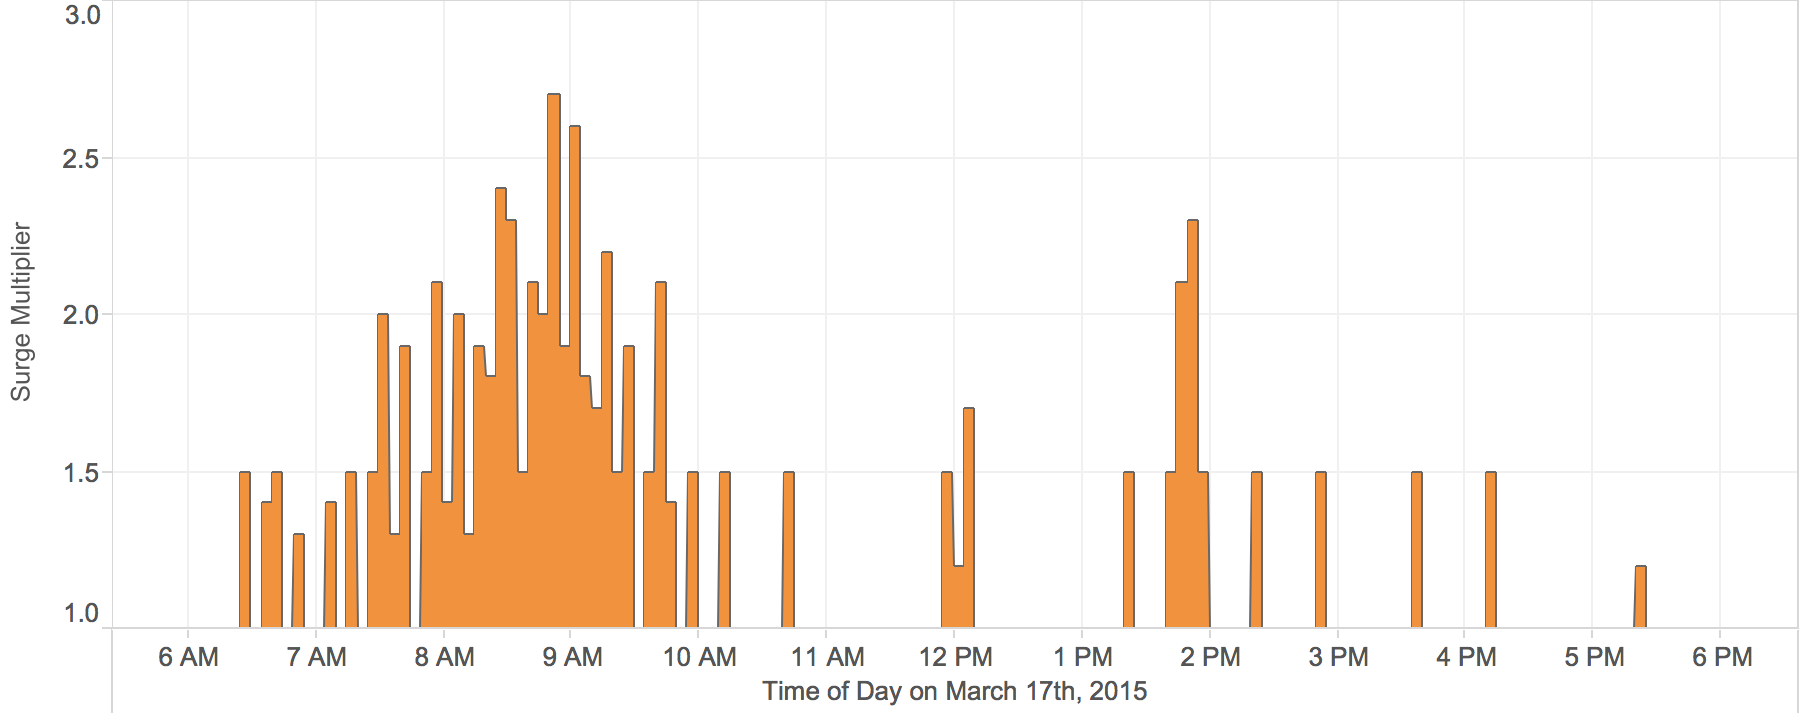 3.0
2.5
2.0
1.5
1.0
Surge Multiplier
6 AM 7 AM 8 AM 9 AM 10 AM 11 AM 12 PM 1 PM 2 PM 3 PM 4 PM 5 PM 6 PM
Time of Day on March 17th, 2015